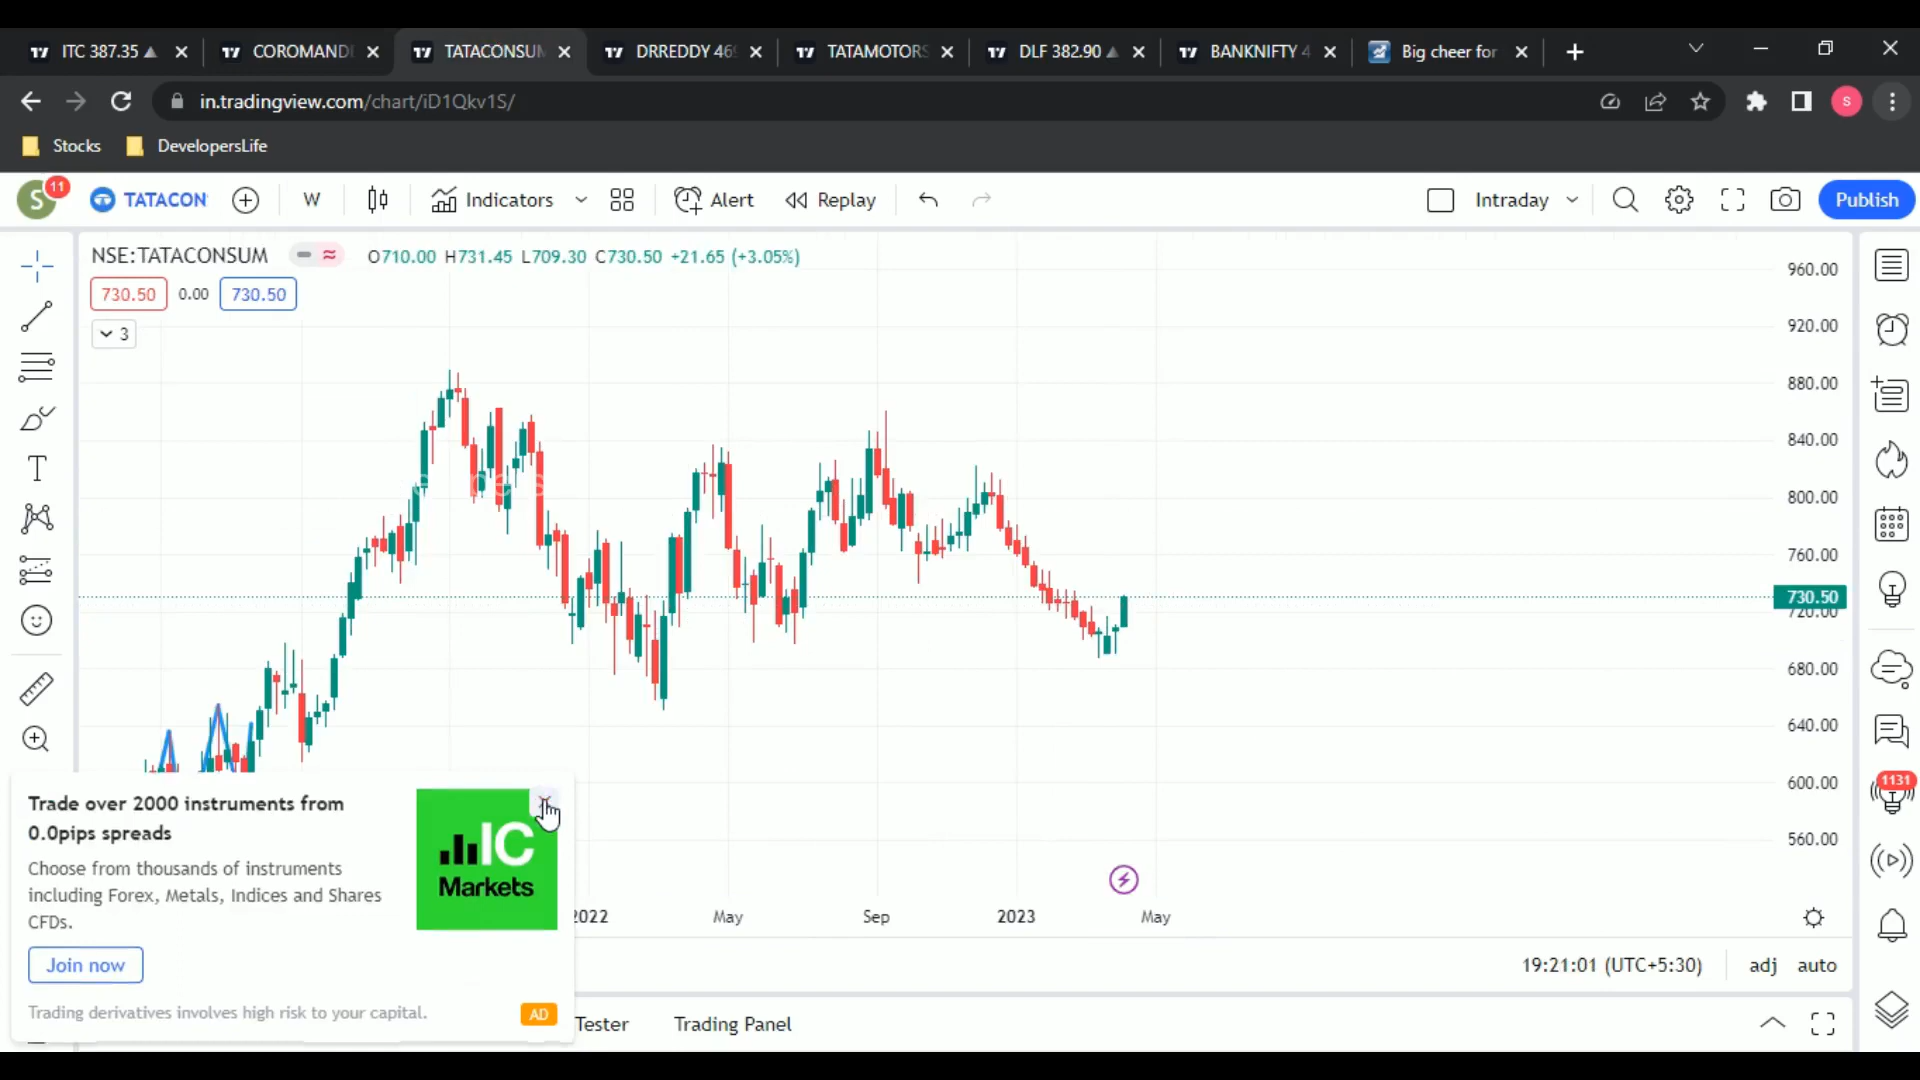 ITC 387.35
COROMAND
TATACONSUM
DRREDDY 46
TATAMOTORS
DLF 382.90
BANKNIFTY 4
Big cheer for
in.tradingview.com/chart/iD1Qkv1S/
S
Stocks
DevelopersLife
S
11
TATACON
W
Indicators
Alert
Replay
Intraday
Publish
NSE:TATACONSUM
O710.00 H731.45 L709.30 C730.50 +21.65 (+3.05%)
730.50
0.00
730.50
3
960.00
920.00
880.00
840.00
800.00
760.00
730.50
720.00
680.00
640.00
600.00
560.00
1131
Trade over 2000 instruments from
0.0pips spreads
Choose from thousands of instruments
including Forex, Metals, Indices and Shares
CFDs.
IC
Markets
Join now
Trading derivatives involves high risk to your capital.
AD
2022
May
Sep
2023
May
19:21:01 (UTC+5:30)
adj
auto
Tester
Trading Panel